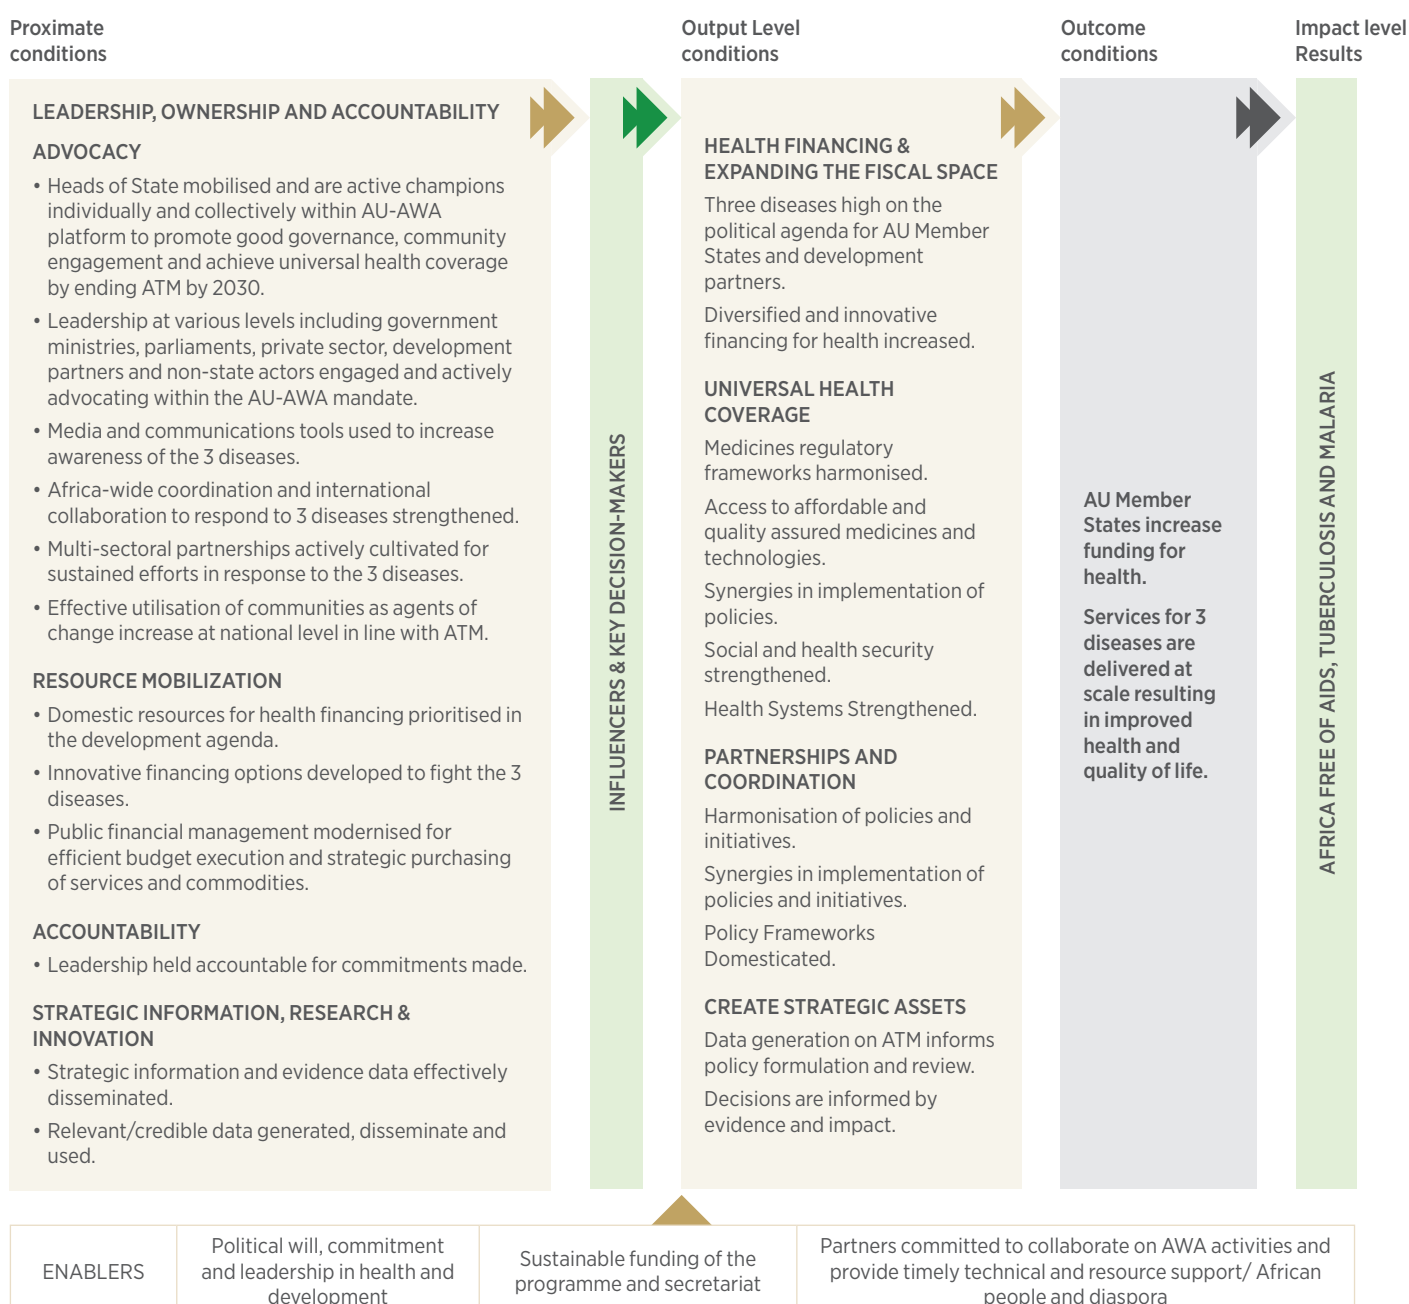 Proximate
conditions
Output Level
conditions
Outcome
conditions
Impact level
Results
LEADERSHIP, OWNERSHIP AND ACCOUNTABILITY
ADVOCACY
• Heads of State mobilised and are active champions
individually and collectively within AU-AWA
platform to promote good governance, community
engagement and achieve universal health coverage
by ending ATM by 2030.
• Leadership at various levels including government
ministries, parliaments, private sector, development
partners and non-state actors engaged and actively
advocating within the AU-AWA mandate.
• Media and communications tools used to increase
awareness of the 3 diseases.
• Africa-wide coordination and international
collaboration to respond to 3 diseases strengthened.
• Multi-sectoral partnerships actively cultivated for
sustained efforts in response to the 3 diseases.
• Effective utilisation of communities as agents of
change increase at national level in line with ATM.
RESOURCE MOBILIZATION
• Domestic resources for health financing prioritised in
the development agenda.
• Innovative financing options developed to fight the 3
diseases.
• Public financial management modernised for
efficient budget execution and strategic purchasing
of services and commodities.
ACCOUNTABILITY
• Leadership held accountable for commitments made.
STRATEGIC INFORMATION, RESEARCH &
INNOVATION
• Strategic information and evidence data effectively
disseminated.
• Relevant/credible data generated, disseminate and
used.
INFLUENCERS & KEY DECISION-MAKERS
HEALTH FINANCING &
EXPANDING THE FISCAL SPACE
Three diseases high on the
political agenda for AU Member
States and development
partners.
Diversified and innovative
financing for health increased.
UNIVERSAL HEALTH
COVERAGE
Medicines regulatory
frameworks harmonised.
Access to affordable and
quality assured medicines and
technologies.
Synergies in implementation of
policies.
Social and health security
strengthened.
Health Systems Strengthened.
PARTNERSHIPS AND
COORDINATION
Harmonisation of policies and
initiatives.
Synergies in implementation of
policies and initiatives.
Policy Frameworks
Domesticated.
CREATE STRATEGIC ASSETS
Data generation on ATM informs
policy formulation and review.
Decisions are informed by
evidence and impact.
AU Member
States increase
funding for
health.
Services for 3
diseases are
delivered at
scale resulting
in improved
health and
quality of life.
AFRICA FREE OF AIDS, TUBERCULOSIS AND MALARIA
ENABLERS
Political will, commitment
and leadership in health and
development
Sustainable funding of the
programme and secretariat
Partners committed to collaborate on AWA activities and
provide timely technical and resource support/ African
people and diaspora